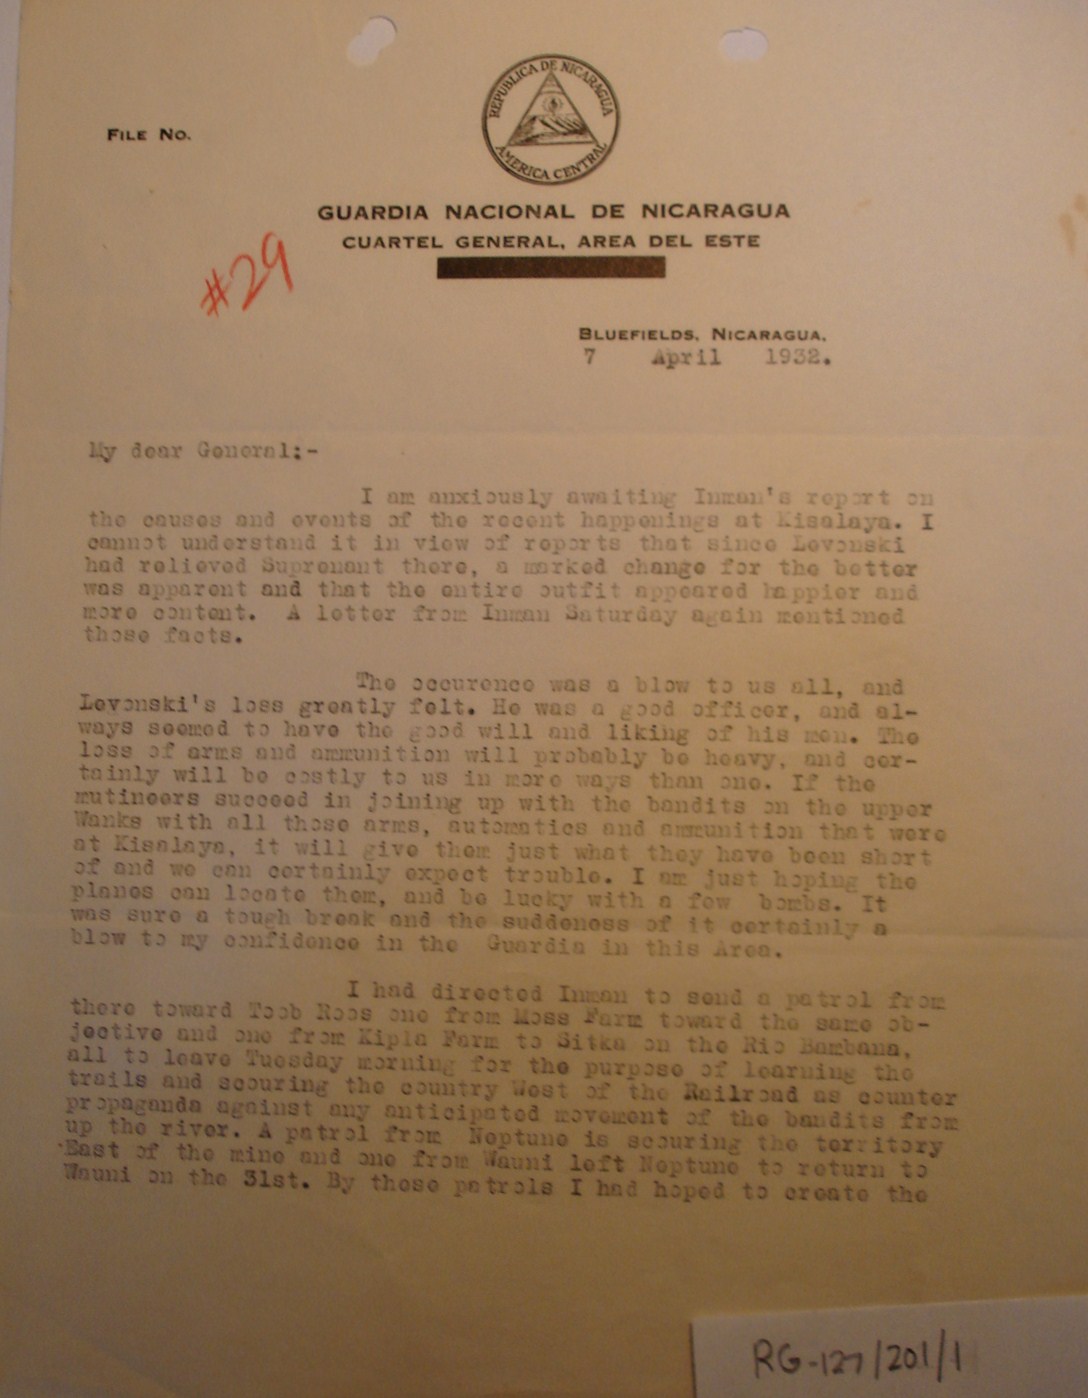 REPUBLICA DE NICARAGUA
AMERICA CENTRAL
FILE No.
GUARDIA NACIONAL DE NICARAGUA
CUARTEL GENERAL, AREA DEL ESTE
#29
BLUEFIELDS, NICARAGUA,
7 April 1932.
My dear General:-
I am anxiously awaiting Inman's report on
the causes and events of the recent happenings at Kisalaya. I
cannot understand it in view of reports that since Levonski
had relieved Suprenant there, a marked change for the better
was apparent and that the entire outfit appeared happier and
more content. A letter from Inman Saturday again mentioned
those facts.
The occurence was a blow to us all, and
Levonski's loss greatly felt. He was a good officer, and al-
ways seemed to have the good will and liking of his men. The
loss of arms and ammunition will probably be heavy, and cer-
tainly will be costly to us in more ways than one. If the
mutineers succeed in joining up with the bandits on the upper
Wanks with all those arms, automatics and ammunition that were
at Kisalaya, it will give them just what they have been short
of and we can certainly expect trouble. I am just hoping the
planes can locate them, and be lucky with a few bombs. It
was sure a tough break and the suddeness of it certainly a
blow to my confidence in the Guardia in this Area.
I had directed Inman to send a patrol from
there toward Toob Roos one from Moss Farm toward the same ob-
jective and one from Kipla Farm to Sitka on the Rio Bambana,
all to leave Tuesday morning for the purpose of learning the
trails and scouring the country West of the Railroad as counter
propaganda against any anticipated movement of the bandits from
up the river. A patrol from Neptune is scouring the territory
East of the mine and one from Wauni left Neptune to return to
Wauni on the 31st. By these patrols I had hoped to create the
RG-127/201/1